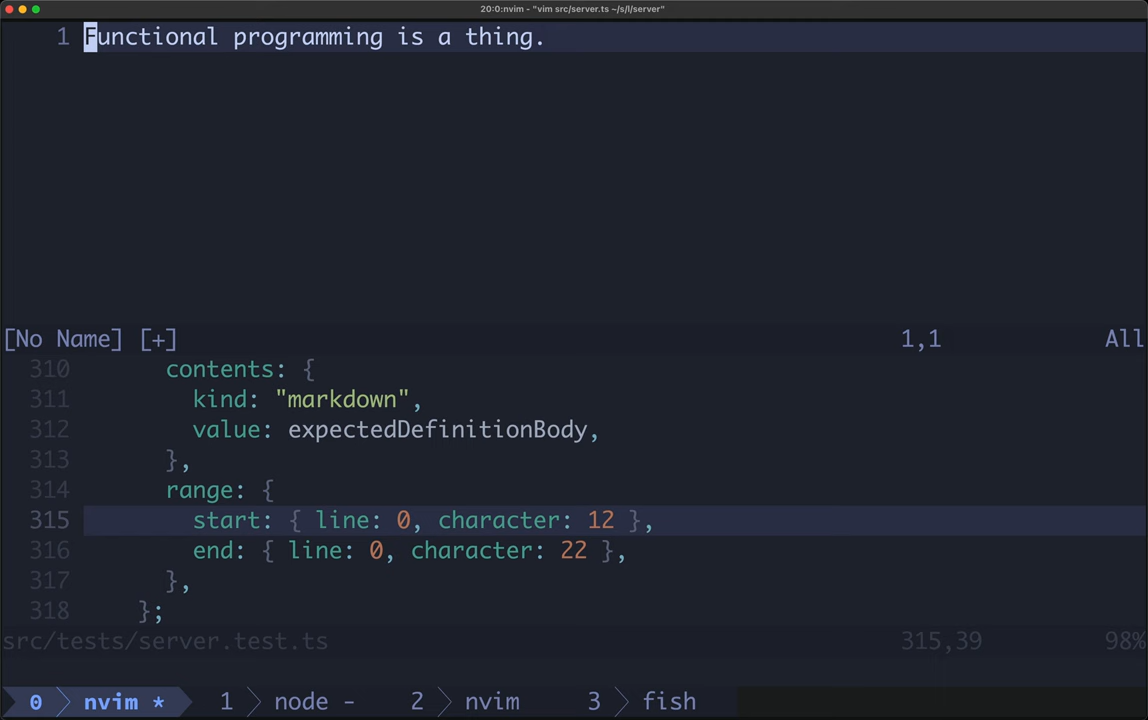 20:0:nvim - "vim src/server.ts ~/s/l/server"
1 Functional programming is a thing.
[No Name] [+] 1,1 All
310 contents: {
311 kind: "markdown",
312 value: expectedDefinitionBody,
313 },
314 range: {
315 start: { line: 0, character: 12 },
316 end: { line: 0, character: 22 },
317 },
318 };
src/tests/server.test.ts 315,39 98%
0 nvim * 1 node - 2 nvim 3 fish